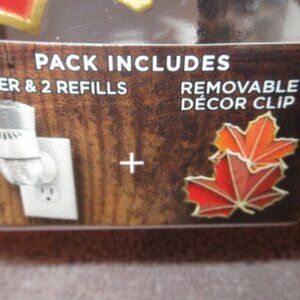 PACK INCLUDES
ER & 2 REFILLS
+
REMOVABLE
DÉCOR CLIP